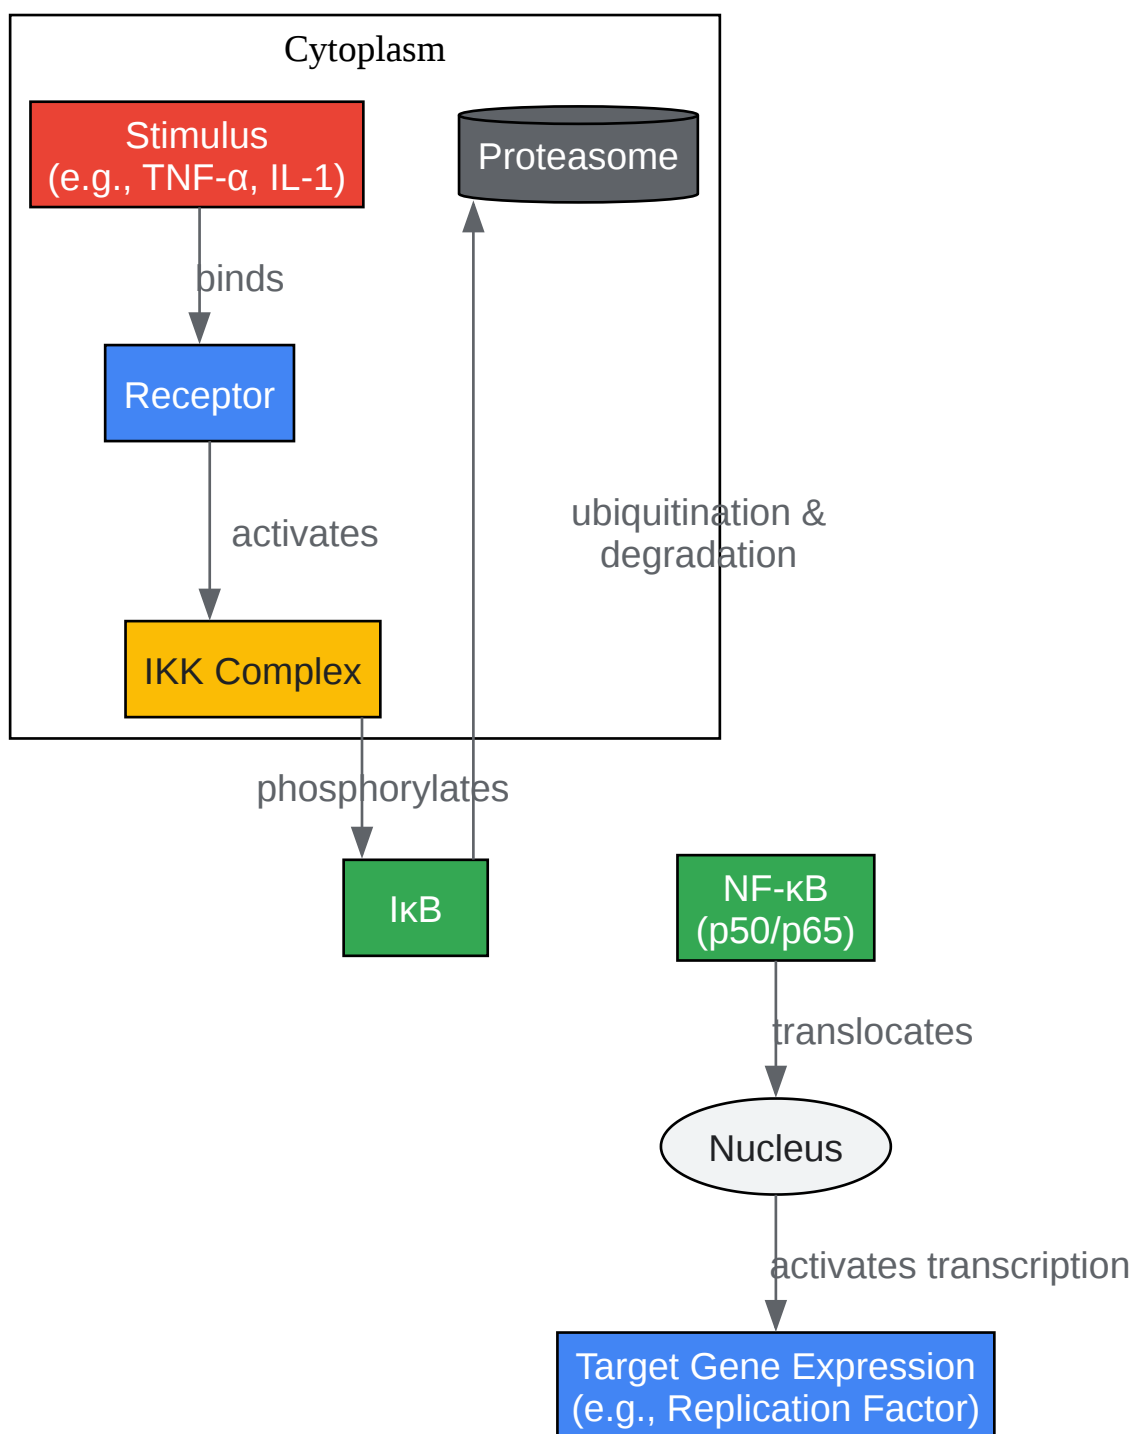 Cytoplasm
Stimulus
(e.g., TNF-α, IL-1)
Proteasome
binds
Receptor
ubiquitination &
degradation
activates
IKK Complex
phosphorylates
IκB
NF-κB
(p50/p65)
translocates
Nucleus
activates transcription
Target Gene Expression
(e.g., Replication Factor)